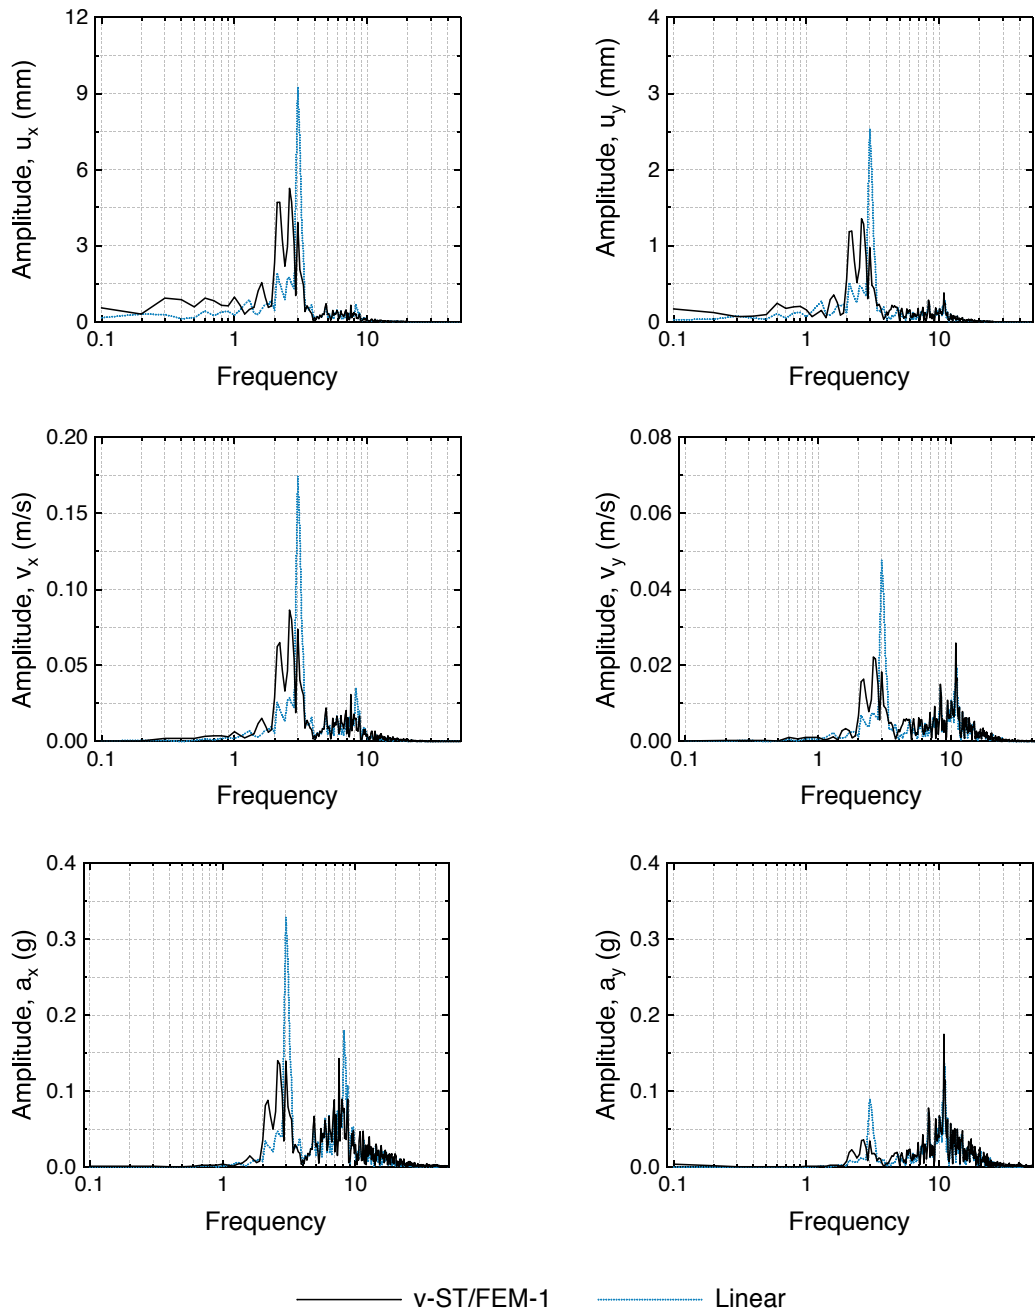 12
9
6
3
0
0.1 1 10
Amplitude, u_x (mm)
Frequency
4
3
2
1
0
0.1 1 10
Amplitude, u_y (mm)
Frequency
0.20
0.15
0.10
0.05
0.00
0.1 1 10
Amplitude, v_x (m/s)
Frequency
0.08
0.06
0.04
0.02
0.00
0.1 1 10
Amplitude, v_y (m/s)
Frequency
0.4
0.3
0.2
0.1
0.0
0.1 1 10
Amplitude, a_x (g)
Frequency
0.4
0.3
0.2
0.1
0.0
0.1 1 10
Amplitude, a_y (g)
Frequency
v-ST/FEM-1 Linear